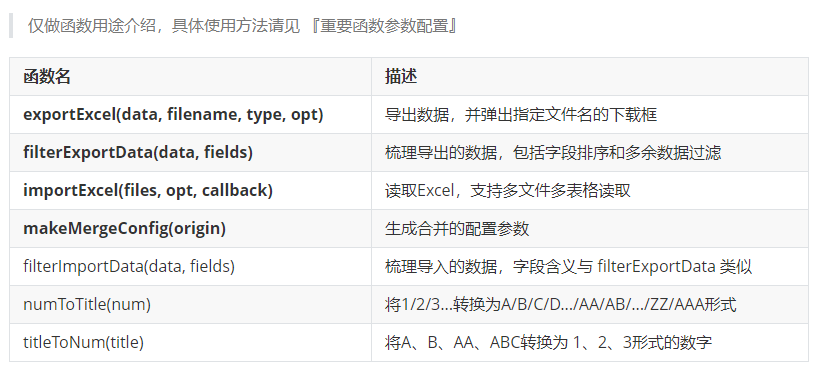 仅做函数用途介绍，具体使用方法请见 『重要函数参数配置』
函数名 描述
exportExcel(data, filename, type, opt) 导出数据，并弹出指定文件名的下载框
filterExportData(data, fields) 梳理导出的数据，包括字段排序和多余数据过滤
importExcel(files, opt, callback) 读取Excel，支持多文件多表格读取
makeMergeConfig(origin) 生成合并的配置参数
filterImportData(data, fields) 梳理导入的数据，字段含义与 filterExportData 类似
numToTitle(num) 将1/2/3...转换为A/B/C/D.../AA/AB/.../ZZ/AAA形式
titleToNum(title) 将A、B、AA、ABC转换为 1、2、3形式的数字